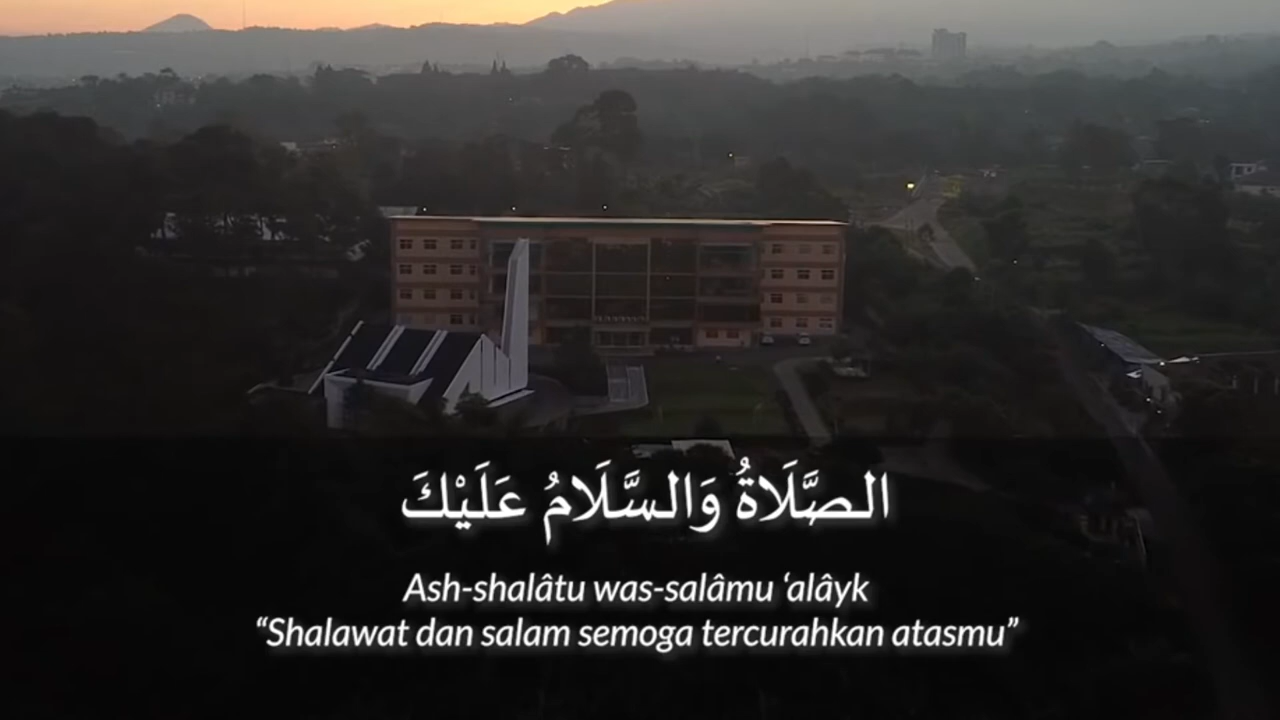 الصَّلَاةُ وَالسَّلَامُ عَلَيْكَ
Ash-shalâtu was-salâmu ‘alâyk
“Shalawat dan salam semoga tercurahkan atasmu”